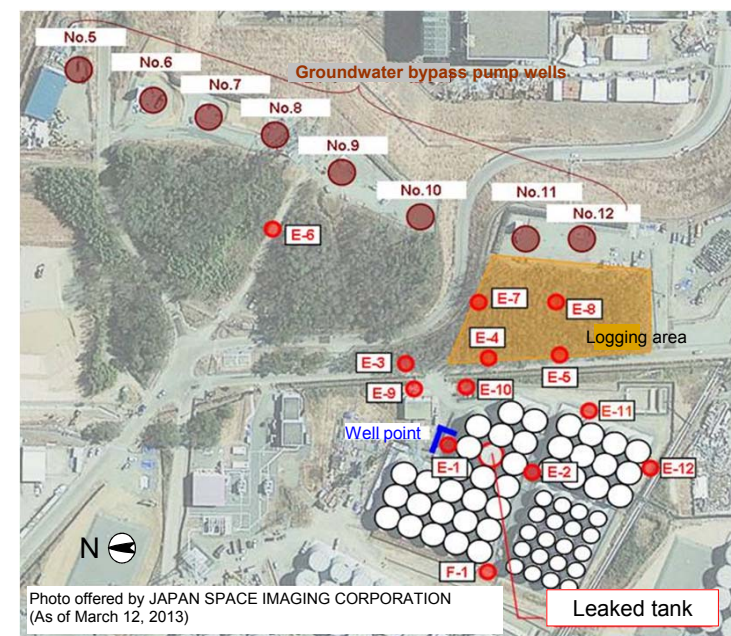 No.5
No.6
No.7
Groundwater bypass pump wells
No.8
No.9
No.10
No.11
No.12
E-6
E-7
E-8
Logging area
E-4
E-3
E-5
E-9
E-10
E-11
Well point
E-1
E-2
E-12
N
F-1
Photo offered by JAPAN SPACE IMAGING CORPORATION
(As of March 12, 2013)
Leaked tank